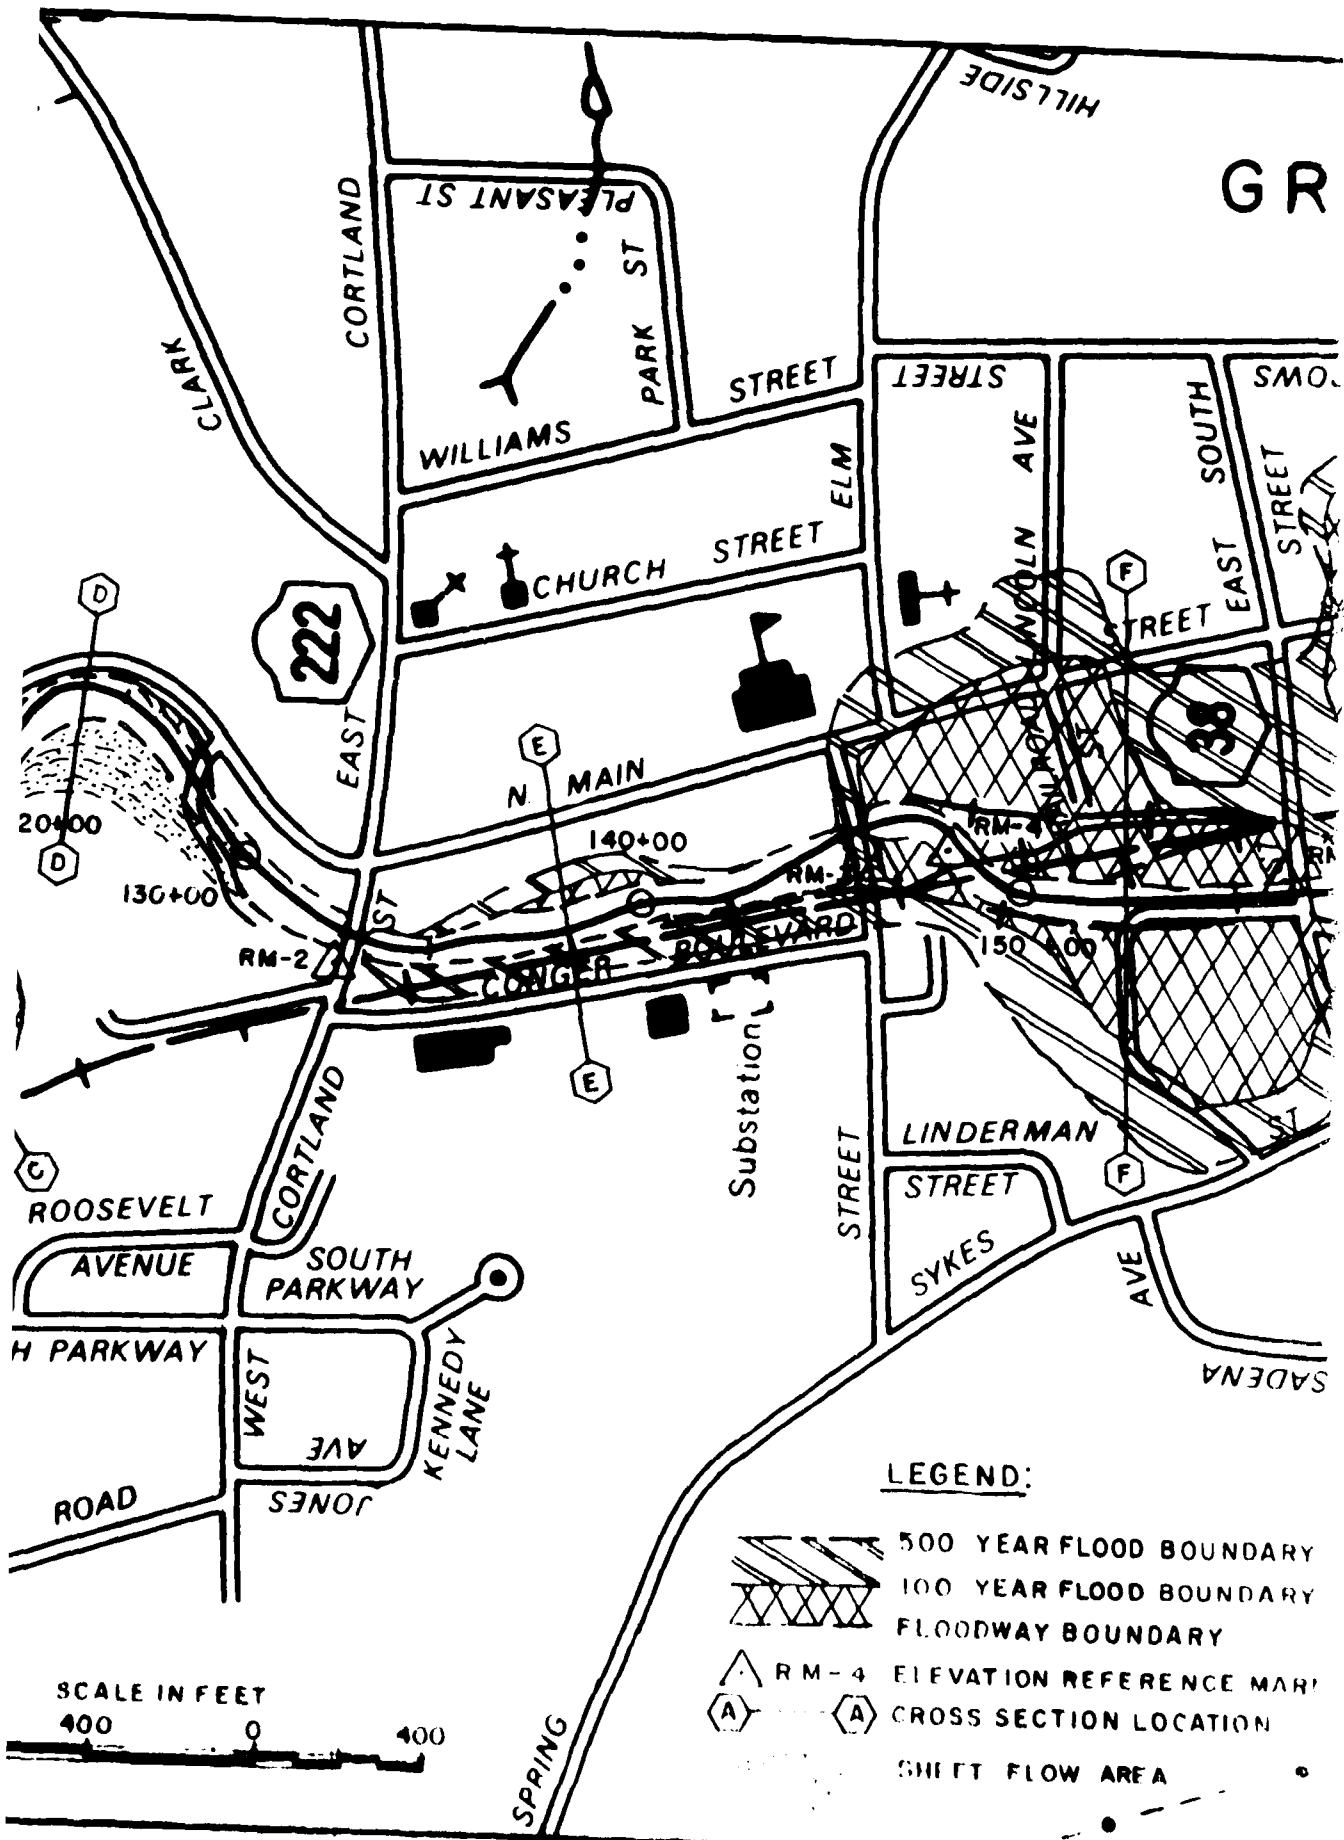 HILLSIDE
GR
PLEASANT ST
CORTLAND
PARK ST
CLARK
WILLIAMS STREET
STREET
SOUTH
ELM
AVE
STREET
CHURCH STREET
EAST
D
222
F
STREET
EAST
38
E
N. MAIN
ST
20+00
D
140+00
RM-4
130+00
ST
RM-2
CONGER BOULEVARD
150+00
E
Substation
C
CORTLAND
ROOSEVELT
AVENUE
SOUTH
PARKWAY
H PARKWAY
WEST
KENNEDY
LANE
AVE
JONES
ROAD
STREET
LINDERMAN
STREET
F
ST
SYKES
AVE
SADENA
SPRING
LEGEND:
500 YEAR FLOOD BOUNDARY
100 YEAR FLOOD BOUNDARY
FLOODWAY BOUNDARY
RM-4 ELEVATION REFERENCE MAR
A A CROSS SECTION LOCATION
SHEET FLOW AREA
SCALE IN FEET
400 0 400